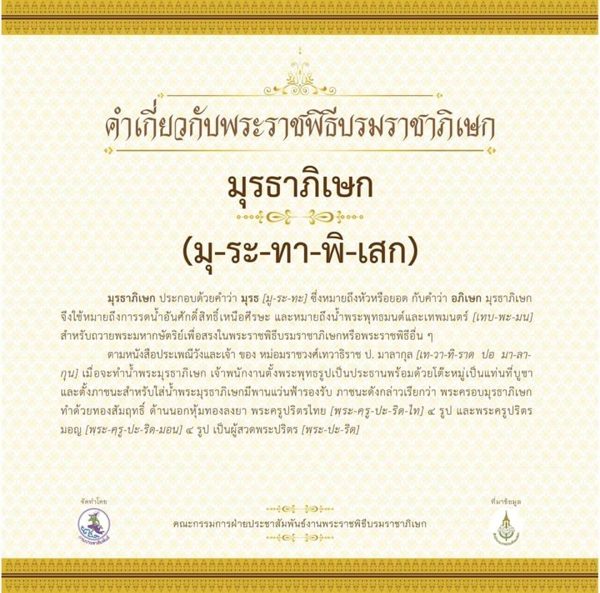 คำเกี่ยวกับพระราชพิธีบรมราชาภิเษก
มุรธาภิเษก
(มุ-ระ-ทา-พิ-เสก)
มุรธาภิเษก ประกอบด้วยคำว่า มุรธ [มู-ระ-ทะ] ซึ่งหมายถึงหัวหรือยอด กับคำว่า อภิเษก มุรธาภิเษก
จึงใช้หมายถึงการรดน้ำอันศักดิ์สิทธิ์เหนือศีรษะ และหมายถึงน้ำพระพุทธมนต์และเทพมนตร์ [เทบ-พะ-มน]
สำหรับถวายพระมหากษัตริย์เพื่อสรงในพระราชพิธีบรมราชาภิเษกหรือพระราชพิธีอื่น ๆ
ตามหนังสือประเพณีวังและเจ้า ของ หม่อมราชวงศ์เทวาธิราช ป. มาลากุล [เท-วา-ทิ-ราด ปอ มา-ลา-
กุน] เมื่อจะทำน้ำพระมุรธาภิเษก เจ้าพนักงานตั้งพระพุทธรูปเป็นประธานพร้อมด้วยโต๊ะหมู่เป็นแท่นที่บูชา
และตั้งภาชนะสำหรับใส่น้ำพระมุรธาภิเษกมีพานแว่นฟ้ารองรับ ภาชนะดังกล่าวเรียกว่า พระครอบมุรธาภิเษก
ทำด้วยทองสัมฤทธิ์ ด้านนอกหุ้มทองลงยา พระครูปริตรไทย [พฺระ-คฺรู-ปะ-ริด-ไท] ๔ รูป และพระครูปริตร
มอญ [พฺระ-คฺรู-ปะ-ริด-มอน] ๔ รูป เป็นผู้สวดพระปริตร [พฺระ-ปะ-ริด]
จัดทำโดย
ที่มาข้อมูล
คณะกรรมการฝ่ายประชาสัมพันธ์งานพระราชพิธีบรมราชาภิเษก